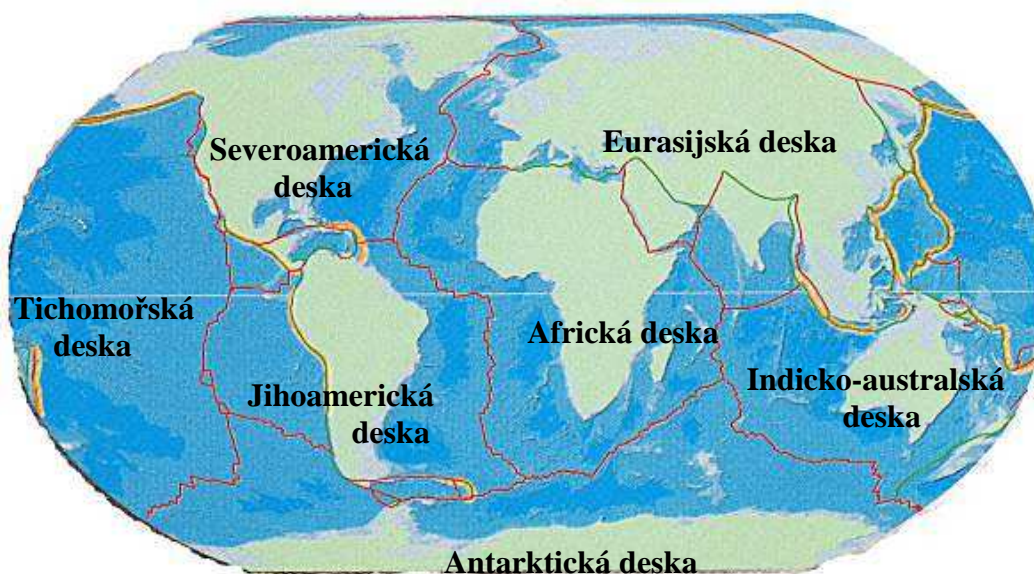 Severoamerická
deska
Eurasijská deska
Tichomořská
deska
Africká deska
Jihoamerická
deska
Indicko-australská
deska
Antarktická deska